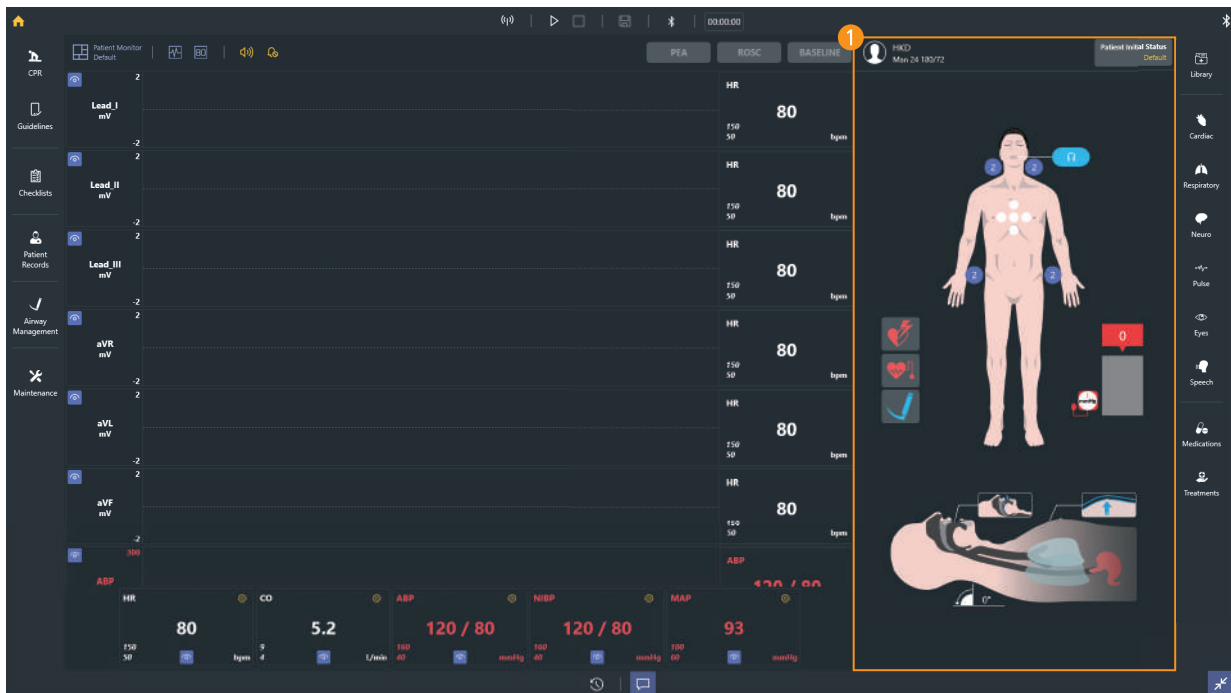 00:00:00
CPR
Guidelines
Checklists
Patient
Records
Airway
Management
Maintenance
Patient Monitor
Default
80
PEA
ROSC
BASELINE
2
Lead_I
mV
-2
HR
80
150
50
bpm
2
Lead_II
mV
-2
HR
80
150
50
bpm
2
Lead_III
mV
-2
HR
80
150
50
bpm
2
aVR
mV
-2
HR
80
150
50
bpm
2
aVL
mV
-2
HR
80
150
50
bpm
2
aVF
mV
-2
HR
80
150
50
bpm
300
ABP
ABP
120 / 80
HR
80
150
50
bpm
CO
5.2
9
4
L/min
ABP
120 / 80
160
40
mmHg
NIBP
120 / 80
160
40
mmHg
MAP
93
100
60
mmHg
1
HKD
Man 24 180/72
Patient Initial Status
Default
2
2
2
2
0
mmHg
0°
Library
Cardiac
Respiratory
Neuro
Pulse
Eyes
Speech
Medications
Treatments